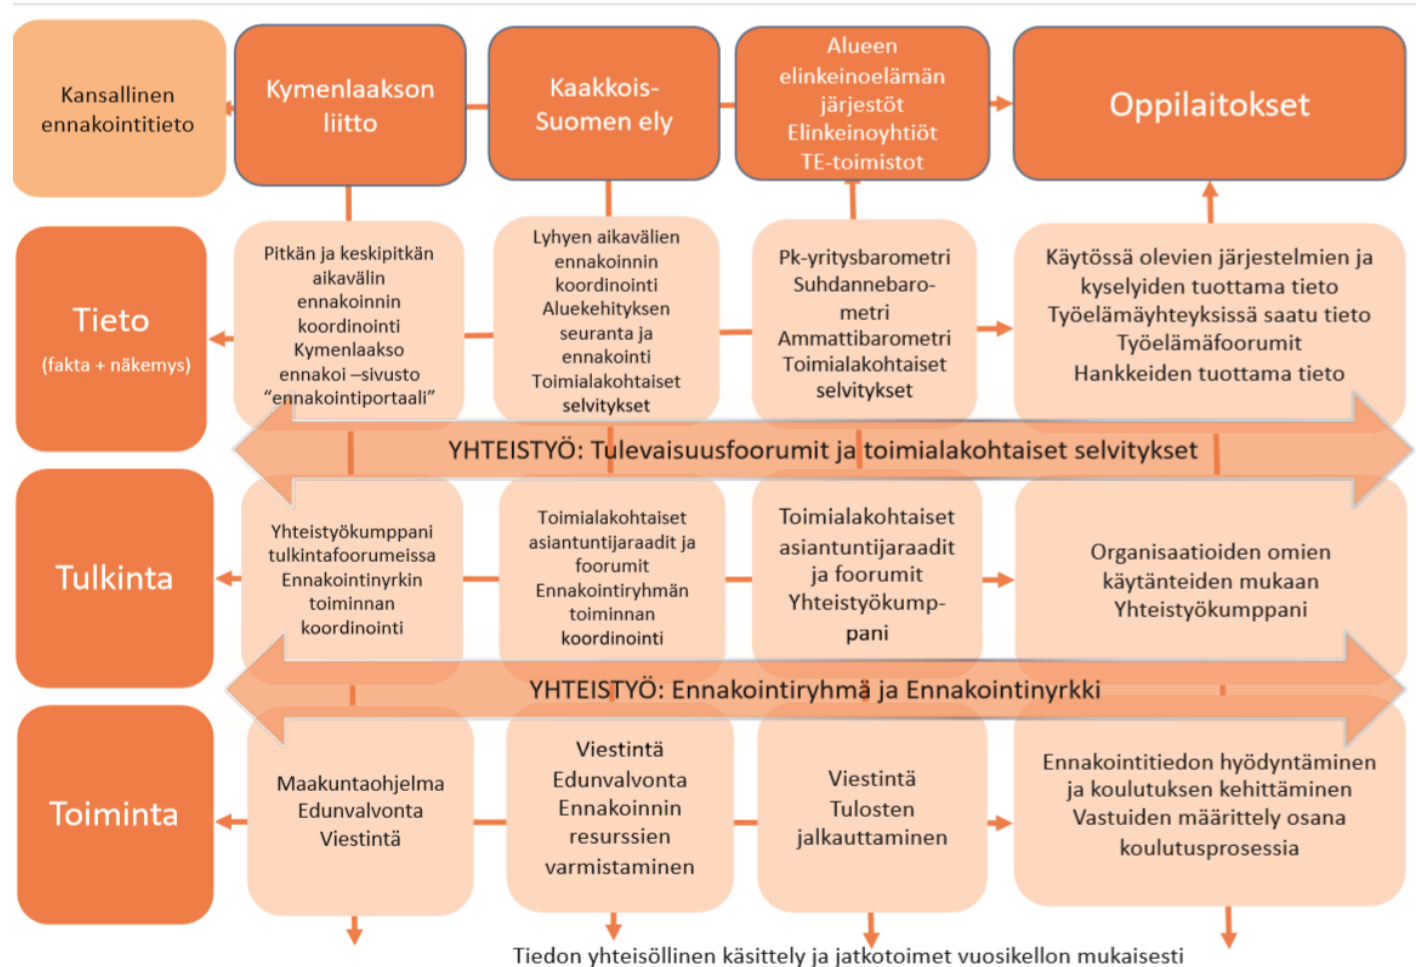 Kansallinen
ennakointitieto
Kymenlaakson
liitto
Kaakkois-
Suomen ely
Alueen
elinkeinoelämän
järjestöt
Elinkeinoyhtiöt
TE-toimistot
Oppilaitokset
Tieto
(fakta + näkemys)
Pitkän ja keskipitkän
aikavälin
ennakoinnin
koordinointi
Kymenlaakso
ennakoi –sivusto
“ennakointiportaali”
Lyhyen aikavälien
ennakoinnin
koordinointi
Aluekehityksen
seuranta ja
ennakointi
Toimialakohtaiset
selvitykset
Pk-yritysbarometri
Suhdannebaro-
metri
Ammattibarometri
Toimialakohtaiset
selvitykset
Käytössä olevien järjestelmien ja
kyselyiden tuottama tieto
Työelämäyhteyksissä saatu tieto
Työelämäfoorumit
Hankkeiden tuottama tieto
YHTEISTYÖ: Tulevaisuusfoorumit ja toimialakohtaiset selvitykset
Tulkinta
Yhteistyökumppani
tulkintafoorumeissa
Ennakointinyrkin
toiminnan
koordinointi
Toimialakohtaiset
asiantuntijaraadit ja
foorumit
Ennakointiryhmän
toiminnan
koordinointi
Toimialakohtaiset
asiantuntijaraadit
ja foorumit
Yhteistyökump-
pani
Organisaatioiden omien
käytänteiden mukaan
Yhteistyökumppani
YHTEISTYÖ: Ennakointiryhmä ja Ennakointinyrkki
Toiminta
Maakuntaohjelma
Edunvalvonta
Viestintä
Viestintä
Edunvalvonta
Ennakoinnin
resurssien
varmistaminen
Viestintä
Tulosten
jalkauttaminen
Ennakointitiedon hyödyntäminen
ja koulutuksen kehittäminen
Vastuiden määrittely osana
koulutusprosessia
Tiedon yhteisöllinen käsittely ja jatkotoimet vuosikellon mukaisesti